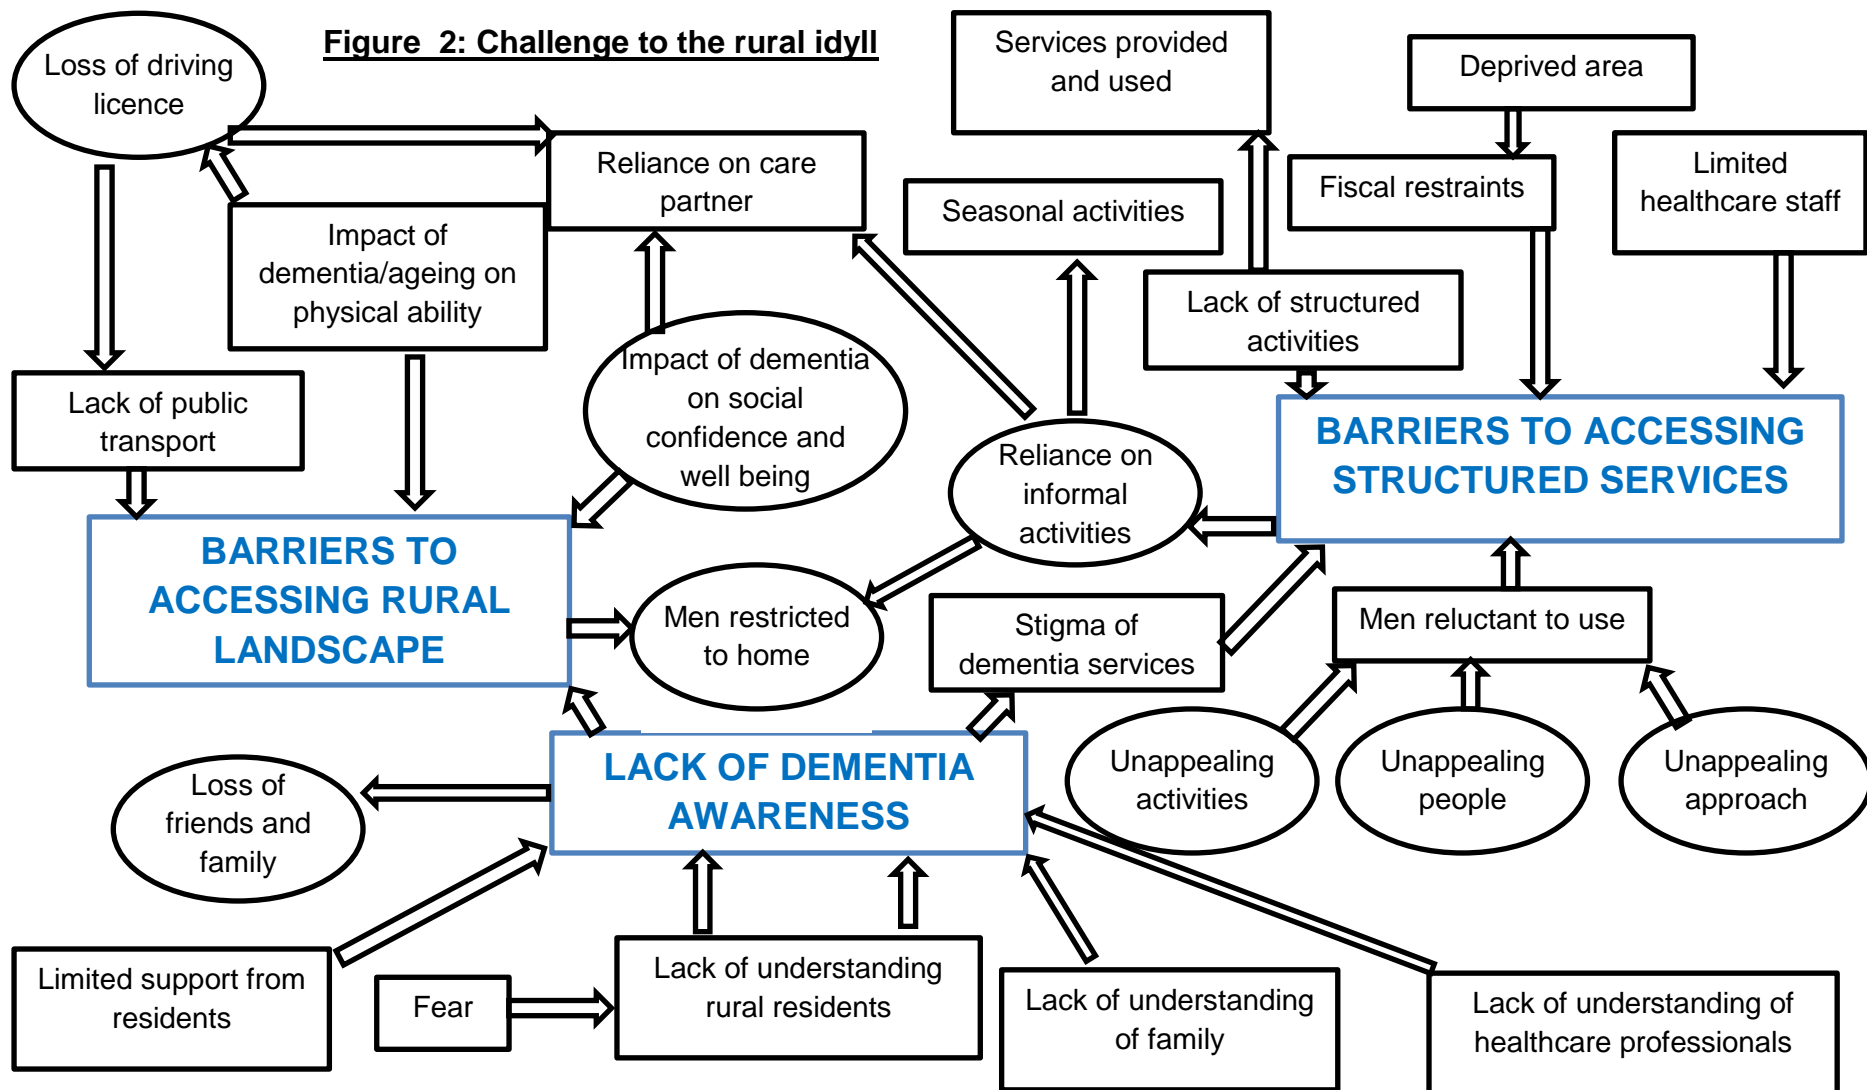 Figure  2: Challenge to the rural idyll
Loss of driving
licence
Services provided
and used
Deprived area
Reliance on care
partner
Seasonal activities
Fiscal restraints
Limited
healthcare staff
Impact of
dementia/ageing on
physical ability
Lack of structured
activities
Lack of public
transport
Impact of dementia
on social
confidence and
well being
Reliance on
informal
activities
BARRIERS TO ACCESSING
STRUCTURED SERVICES
BARRIERS TO
ACCESSING RURAL
LANDSCAPE
Men restricted
to home
Stigma of
dementia services
Men reluctant to use
LACK OF DEMENTIA
AWARENESS
Unappealing
activities
Unappealing
people
Unappealing
approach
Loss of
friends and
family
Limited support from
residents
Fear
Lack of understanding
rural residents
Lack of understanding
of family
Lack of understanding of
healthcare professionals